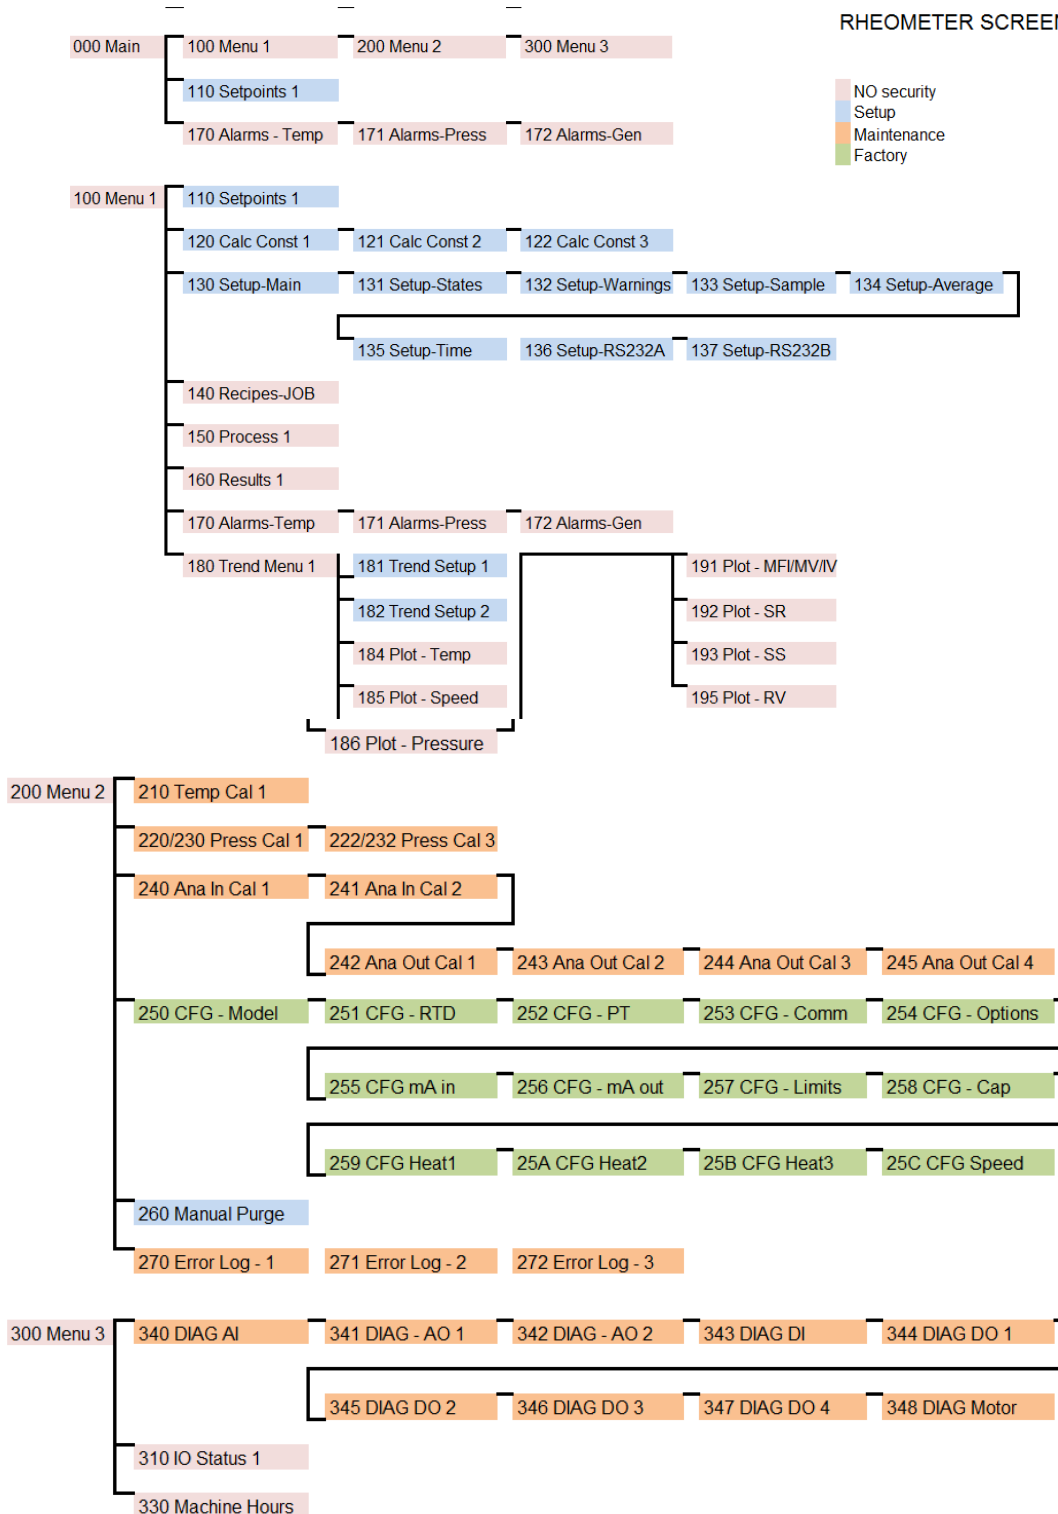 RHEOMETER SCREEN
000 Main 100 Menu 1 200 Menu 2 300 Menu 3
110 Setpoints 1
170 Alarms - Temp 171 Alarms-Press 172 Alarms-Gen
NO security
Setup
Maintenance
Factory
100 Menu 1 110 Setpoints 1
120 Calc Const 1 121 Calc Const 2 122 Calc Const 3
130 Setup-Main 131 Setup-States 132 Setup-Warnings 133 Setup-Sample 134 Setup-Average
135 Setup-Time 136 Setup-RS232A 137 Setup-RS232B
140 Recipes-JOB
150 Process 1
160 Results 1
170 Alarms-Temp 171 Alarms-Press 172 Alarms-Gen
180 Trend Menu 1 181 Trend Setup 1 191 Plot - MFI/MV/IV
182 Trend Setup 2 192 Plot - SR
184 Plot - Temp 193 Plot - SS
185 Plot - Speed 195 Plot - RV
186 Plot - Pressure
200 Menu 2 210 Temp Cal 1
220/230 Press Cal 1 222/232 Press Cal 3
240 Ana In Cal 1 241 Ana In Cal 2
242 Ana Out Cal 1 243 Ana Out Cal 2 244 Ana Out Cal 3 245 Ana Out Cal 4
250 CFG - Model 251 CFG - RTD 252 CFG - PT 253 CFG - Comm 254 CFG - Options
255 CFG mA in 256 CFG - mA out 257 CFG - Limits 258 CFG - Cap
259 CFG Heat1 25A CFG Heat2 25B CFG Heat3 25C CFG Speed
260 Manual Purge
270 Error Log - 1 271 Error Log - 2 272 Error Log - 3
300 Menu 3 340 DIAG AI 341 DIAG - AO 1 342 DIAG - AO 2 343 DIAG DI 344 DIAG DO 1
345 DIAG DO 2 346 DIAG DO 3 347 DIAG DO 4 348 DIAG Motor
310 IO Status 1
330 Machine Hours